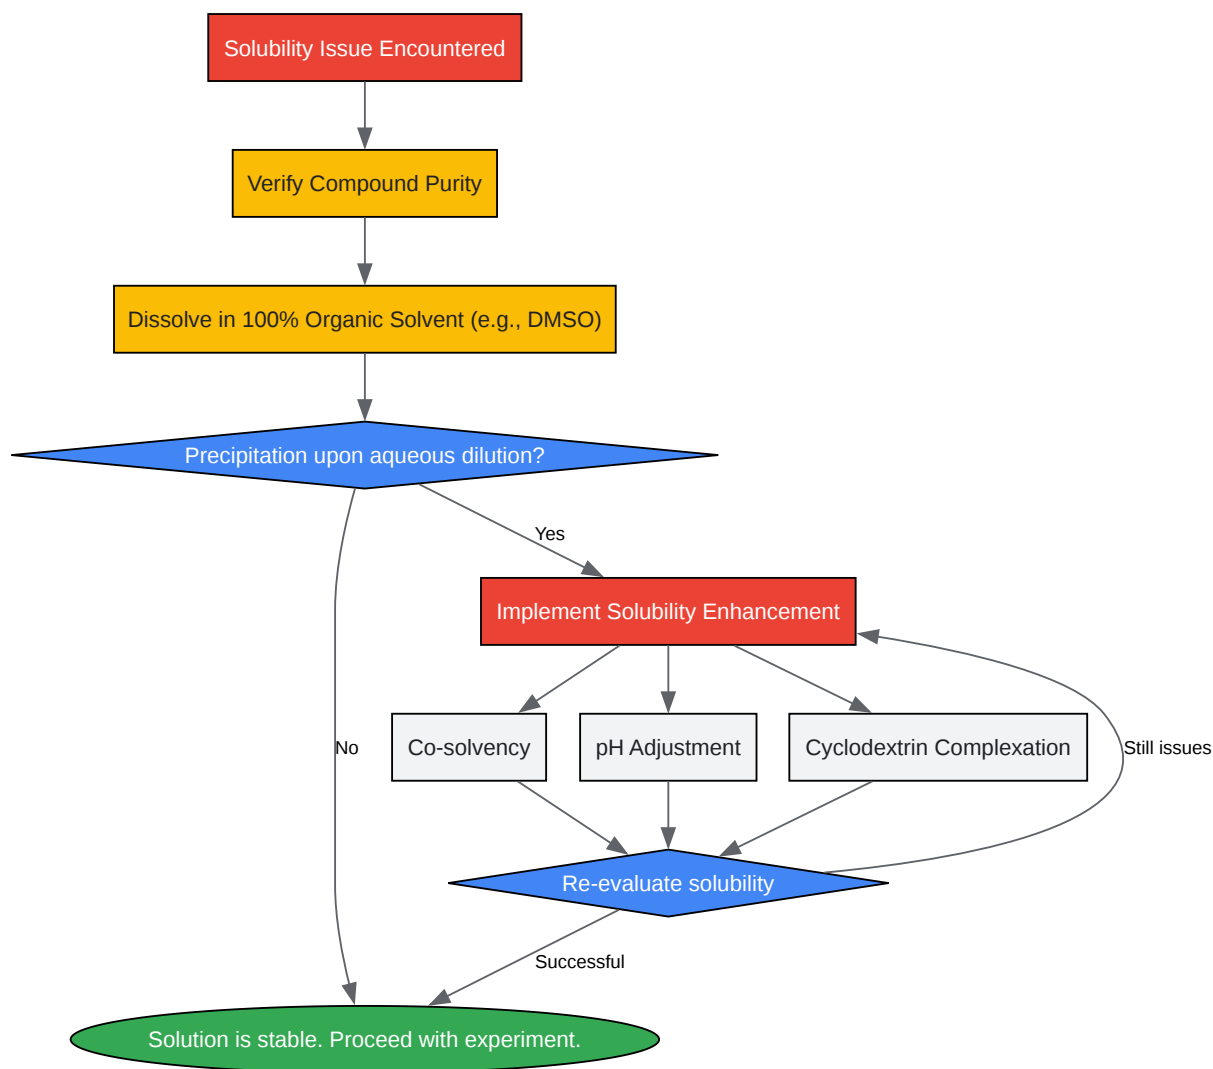 Solubility Issue Encountered
Verify Compound Purity
Dissolve in 100% Organic Solvent (e.g., DMSO)
Precipitation upon aqueous dilution?
Yes
Implement Solubility Enhancement
No
Co-solvency
pH Adjustment
Cyclodextrin Complexation
Still issues
Re-evaluate solubility
Successful
Solution is stable. Proceed with experiment.